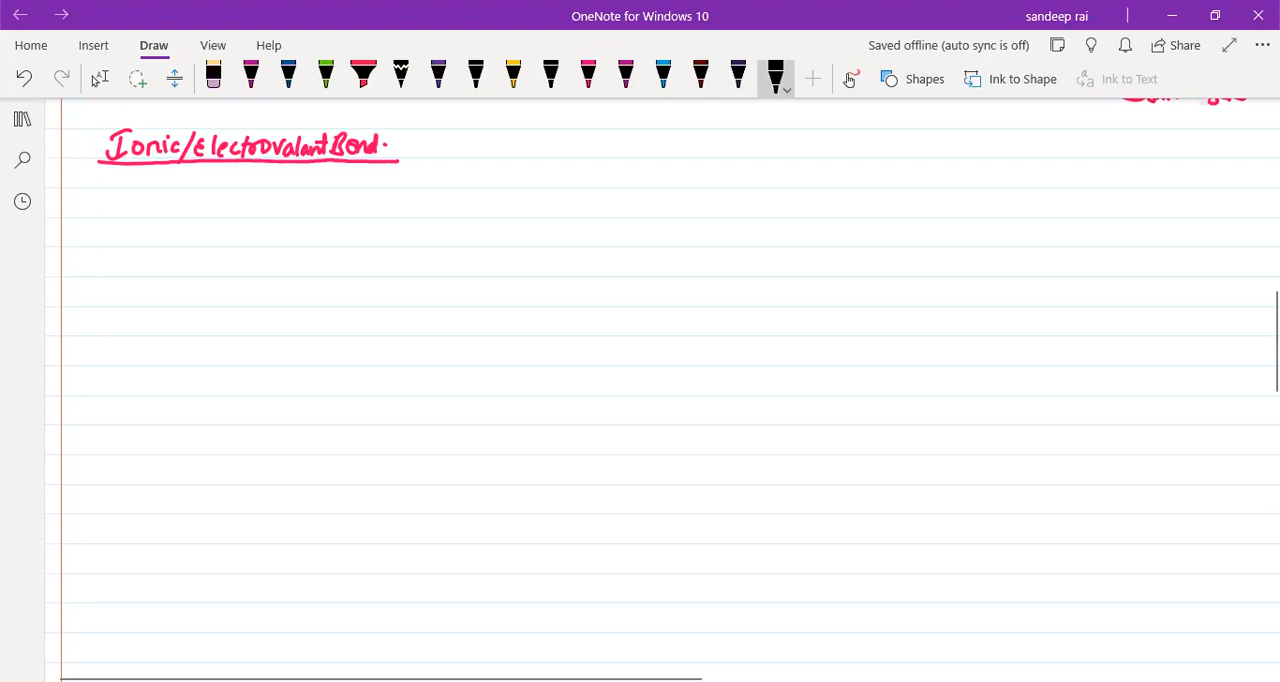 OneNote for Windows 10
sandeep rai
Home Insert Draw View Help
Saved offline (auto sync is off) Share
Shapes Ink to Shape Ink to Text
Ionic/Electrovalant Bond.